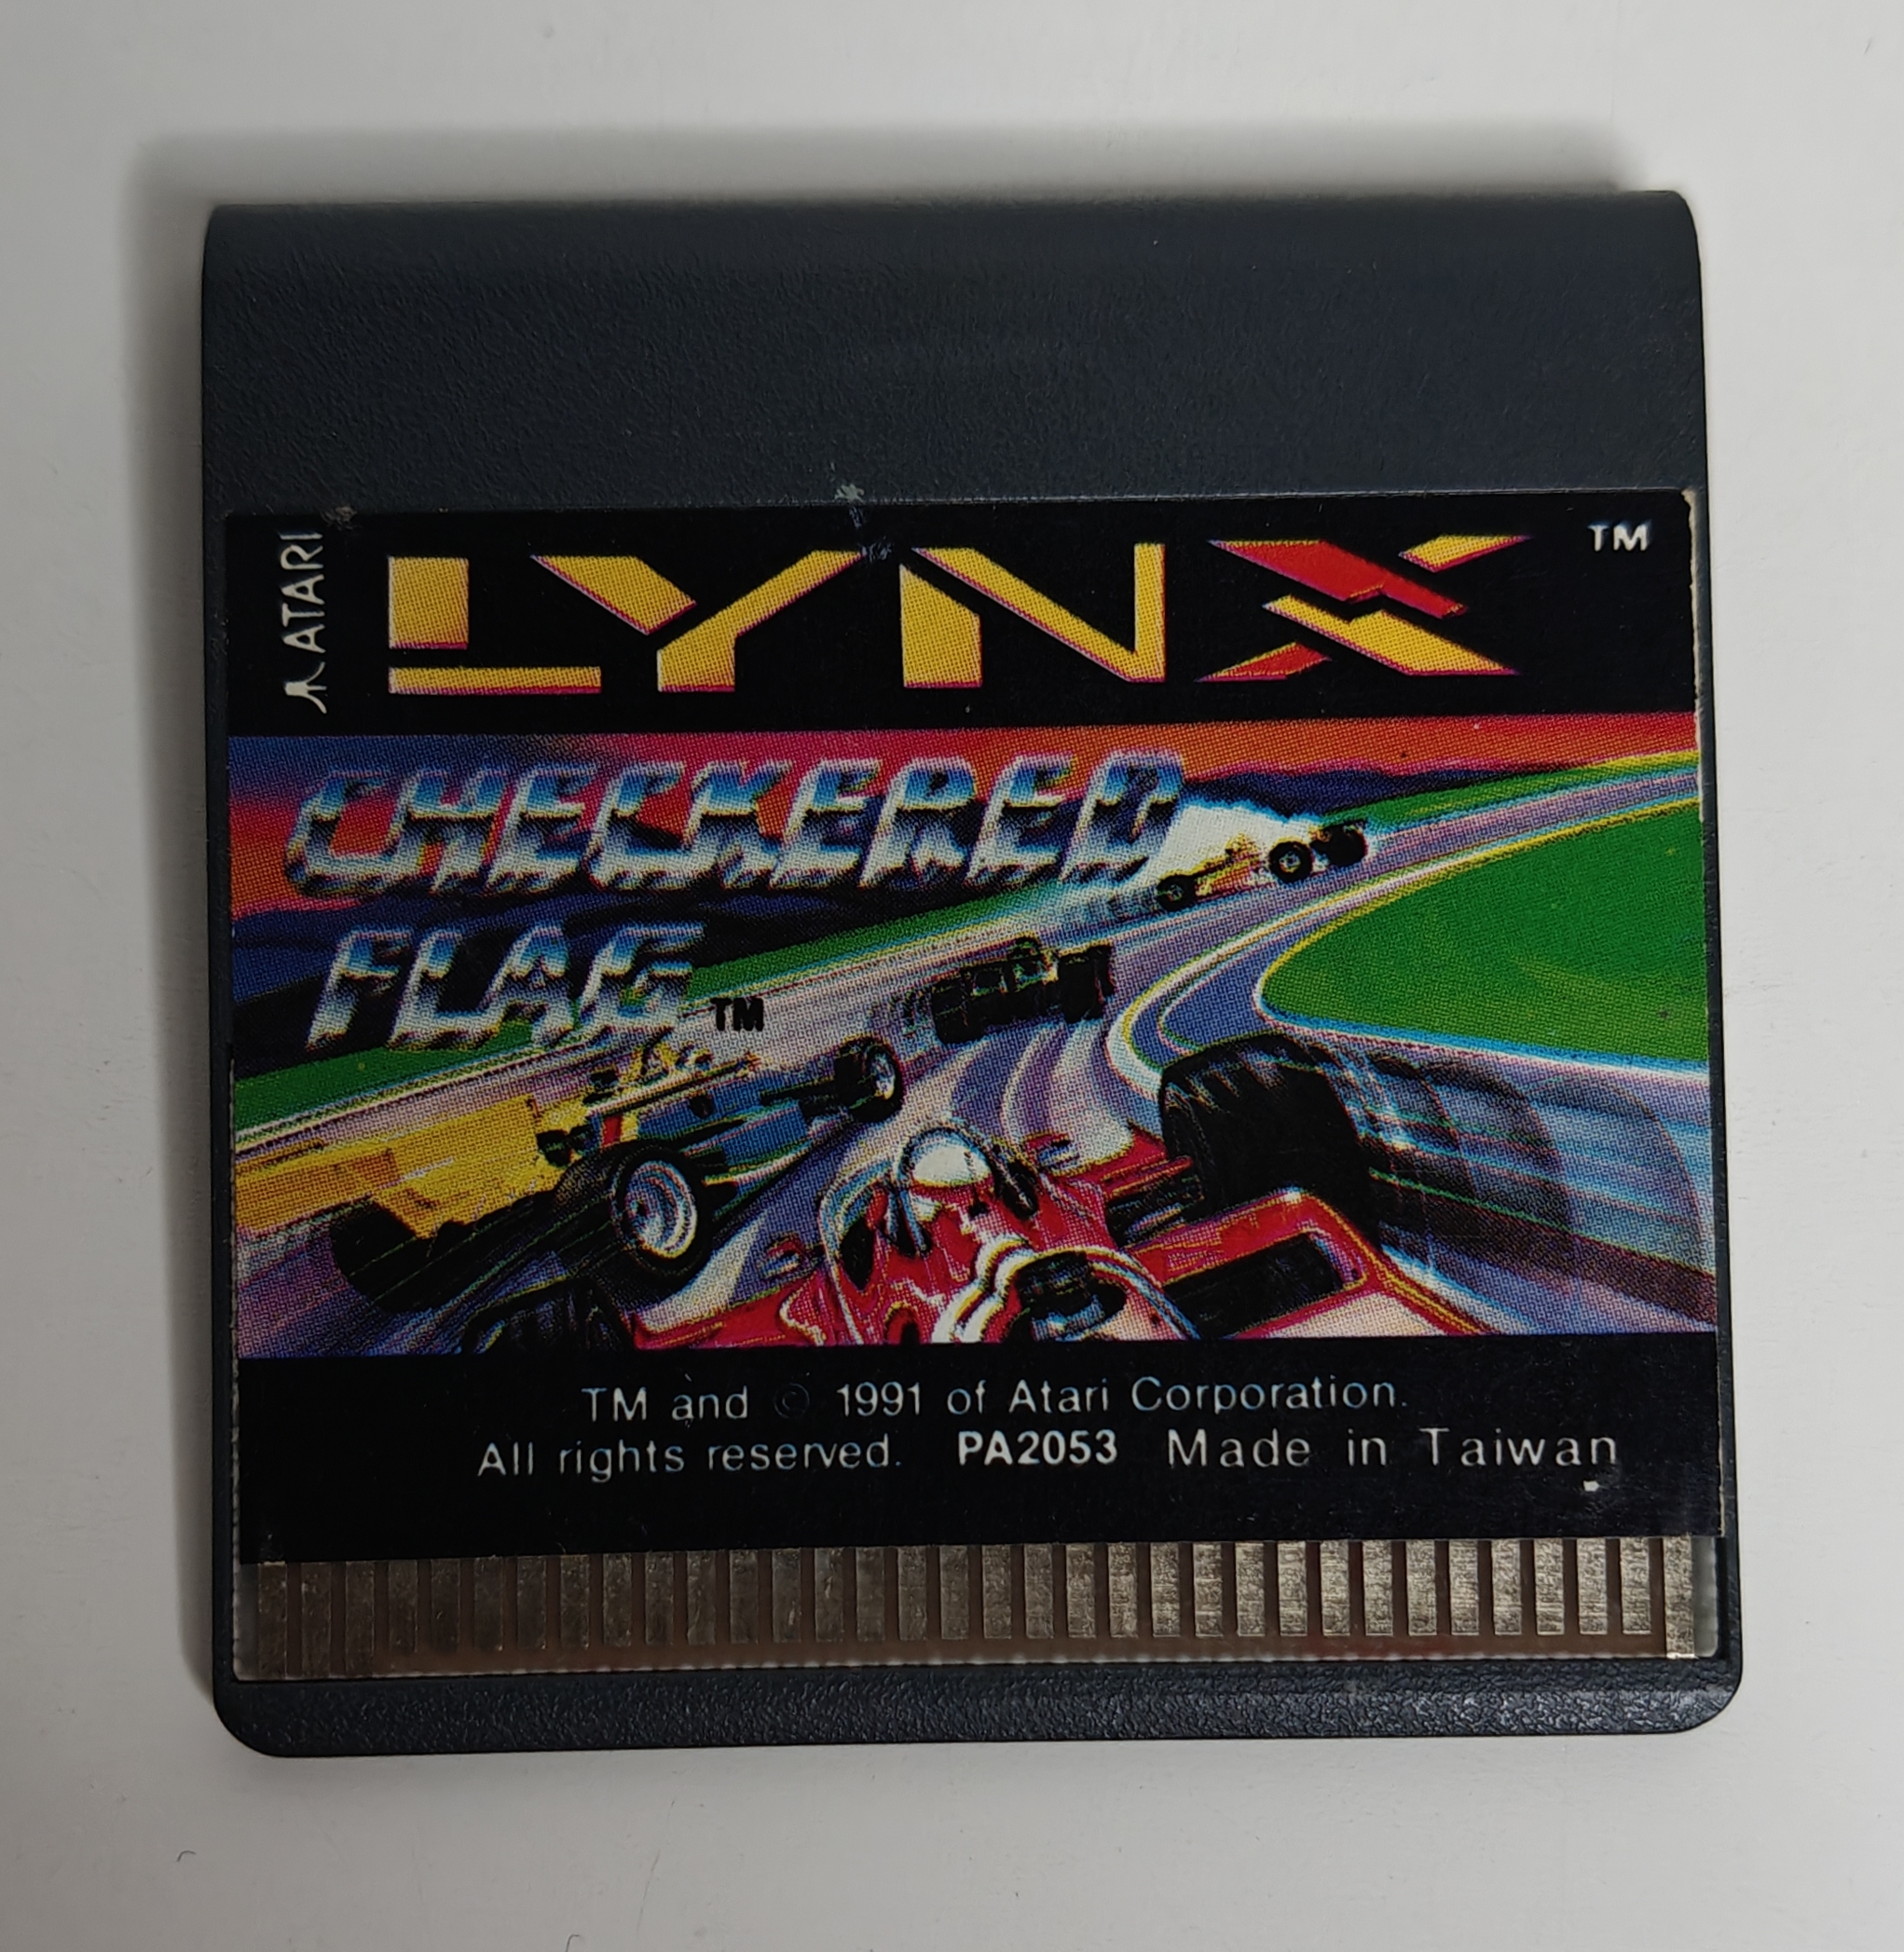 ATARI
LYNX TM
CHECKERED
FLAG TM
TM and © 1991 of Atari Corporation.
All rights reserved. PA2053 Made in Taiwan